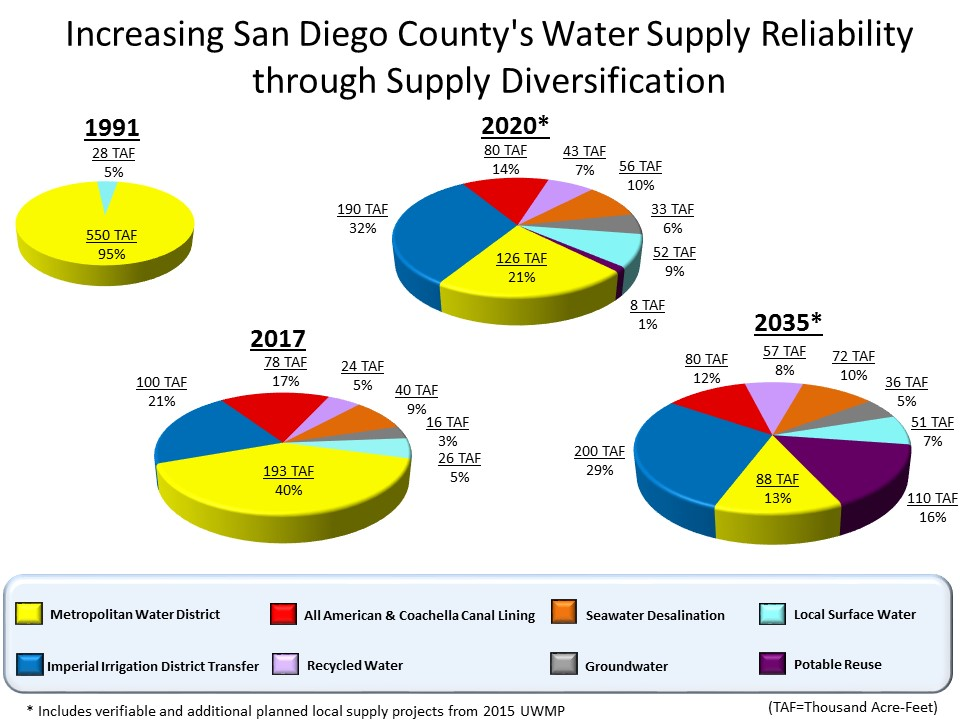 Increasing San Diego County's Water Supply Reliability
through Supply Diversification
1991
28 TAF
5%
550 TAF
95%
2020*
80 TAF
14%
43 TAF
7%
56 TAF
10%
33 TAF
6%
52 TAF
9%
8 TAF
1%
126 TAF
21%
190 TAF
32%
2017
78 TAF
17%
24 TAF
5%
40 TAF
9%
16 TAF
3%
26 TAF
5%
193 TAF
40%
100 TAF
21%
2035*
80 TAF
12%
57 TAF
8%
72 TAF
10%
36 TAF
5%
51 TAF
7%
110 TAF
16%
88 TAF
13%
200 TAF
29%
Metropolitan Water District
All American & Coachella Canal Lining
Seawater Desalination
Local Surface Water
Imperial Irrigation District Transfer
Recycled Water
Groundwater
Potable Reuse
* Includes verifiable and additional planned local supply projects from 2015 UWMP
(TAF=Thousand Acre-Feet)